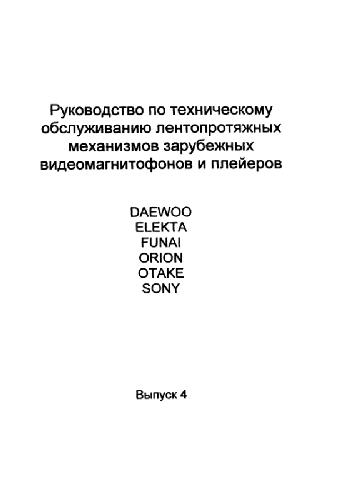 Руководство по техническому
обслуживанию лентопротяжных
механизмов зарубежных
видеомагнитофонов и плейеров
DAEWOO
ELEKTA
FUNAI
ORION
OTAKE
SONY
Выпуск 4